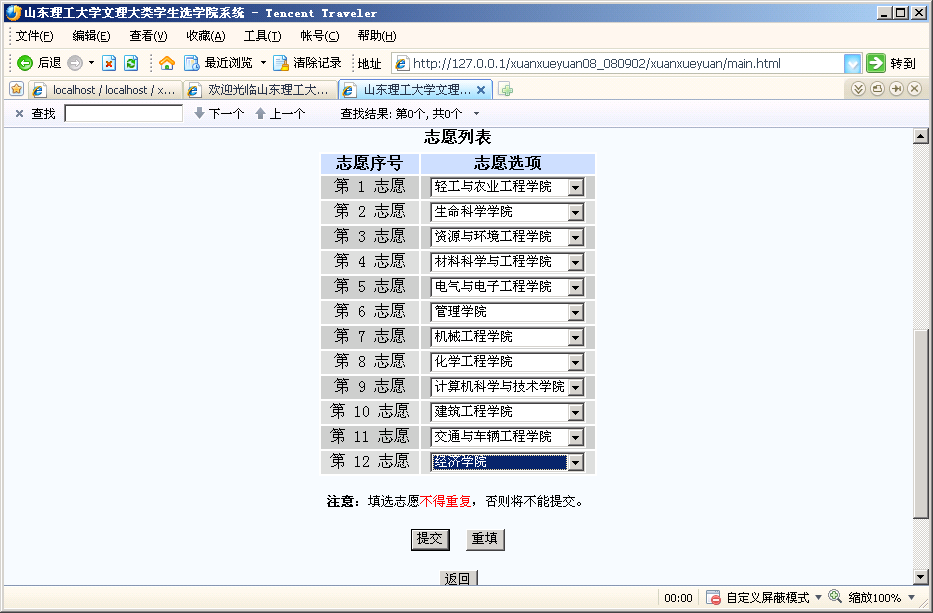 山东理工大学文理大类学生选学院系统 - Tencent Traveler
文件(F) 编辑(E) 查看(V) 收藏(A) 工具(T) 帐号(C) 帮助(H)
后退 最近浏览 清除记录 地址 http://127.0.0.1/xuanxueyuan08_080902/xuanxueyuan/main.html 转到
localhost / localhost / x... 欢迎光临山东理工大... 山东理工大学文理...
查找 下一个 上一个 查找结果: 第0个, 共0个
志愿列表
志愿序号 志愿选项
第 1 志愿 轻工与农业工程学院
第 2 志愿 生命科学学院
第 3 志愿 资源与环境工程学院
第 4 志愿 材料科学与工程学院
第 5 志愿 电气与电子工程学院
第 6 志愿 管理学院
第 7 志愿 机械工程学院
第 8 志愿 化学工程学院
第 9 志愿 计算机科学与技术学院
第 10 志愿 建筑工程学院
第 11 志愿 交通与车辆工程学院
第 12 志愿 经济学院
注意：填选志愿不得重复，否则将不能提交。
提交 重填
返回
00:00 自定义屏蔽模式 缩放100%